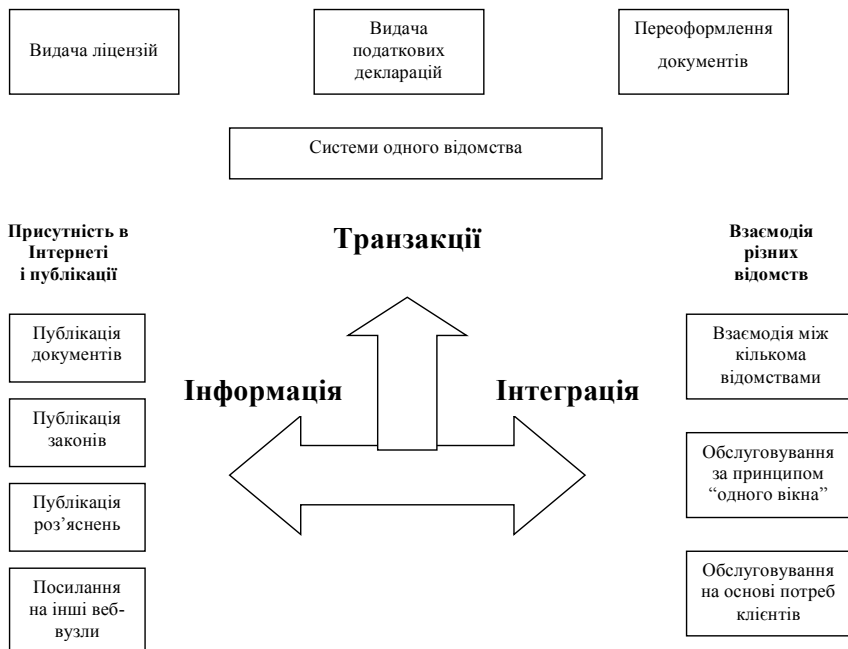 Видача ліцензій
Видача
податкових
декларацій
Переоформлення
документів
Системи одного відомства
Присутність в
Інтернеті
і публікації
Транзакції
Взаємодія
різних
відомств
Публікація
документів
Публікація
законів
Публікація
роз’яснень
Посилання
на інші веб-
вузли
Інформація
Інтеграція
Взаємодія між
кількома
відомствами
Обслуговування
за принципом
“одного вікна”
Обслуговування
на основі потреб
клієнтів